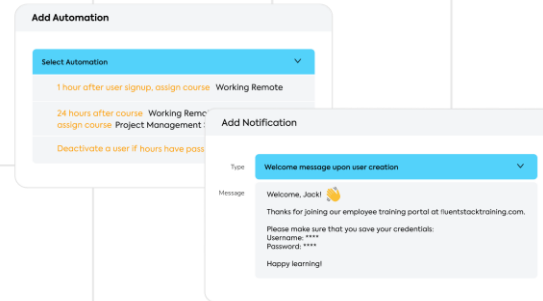 Add Automation
Select Automation
1 hour after user signup, assign course Working Remote
24 hours after course Working
assign course Project Management
Deactivate a user if hours have pass
Add Notification
Type
Welcome message upon user creation
Message
Welcome, Jack! 👋
Thanks for joining our employee training portal at fluentstacktraining.com.
Please make sure that you save your credentials:
Username: ****
Password: ****
Happy learning!